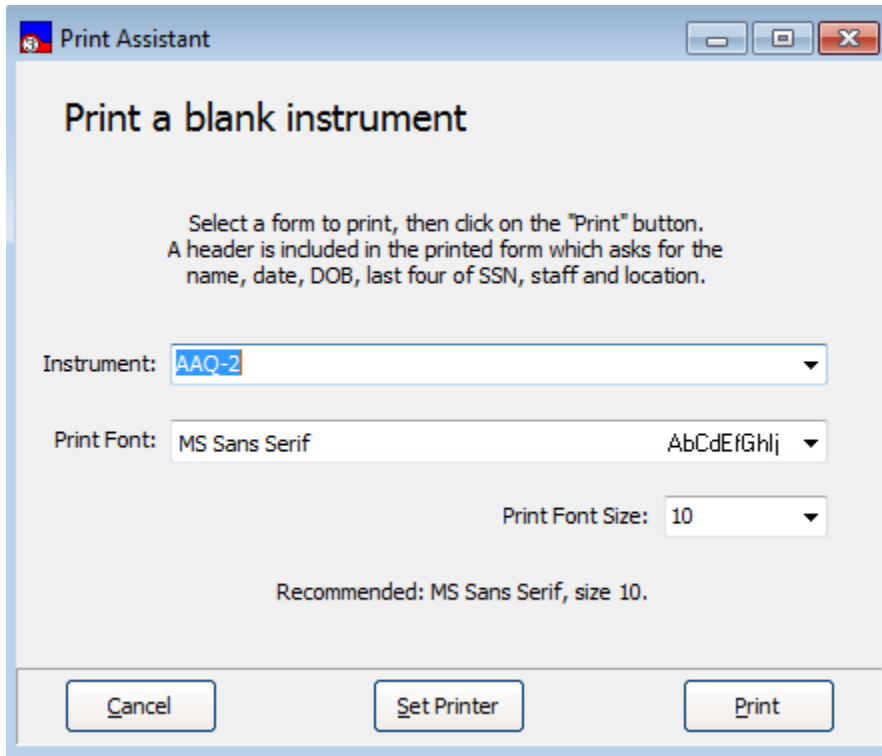 3 Print Assistant
Print a blank instrument
Select a form to print, then click on the "Print" button.
A header is included in the printed form which asks for the
name, date, DOB, last four of SSN, staff and location.
Instrument: AAQ-2
Print Font: MS Sans Serif AbCdEfGhIj
Print Font Size: 10
Recommended: MS Sans Serif, size 10.
Cancel Set Printer Print